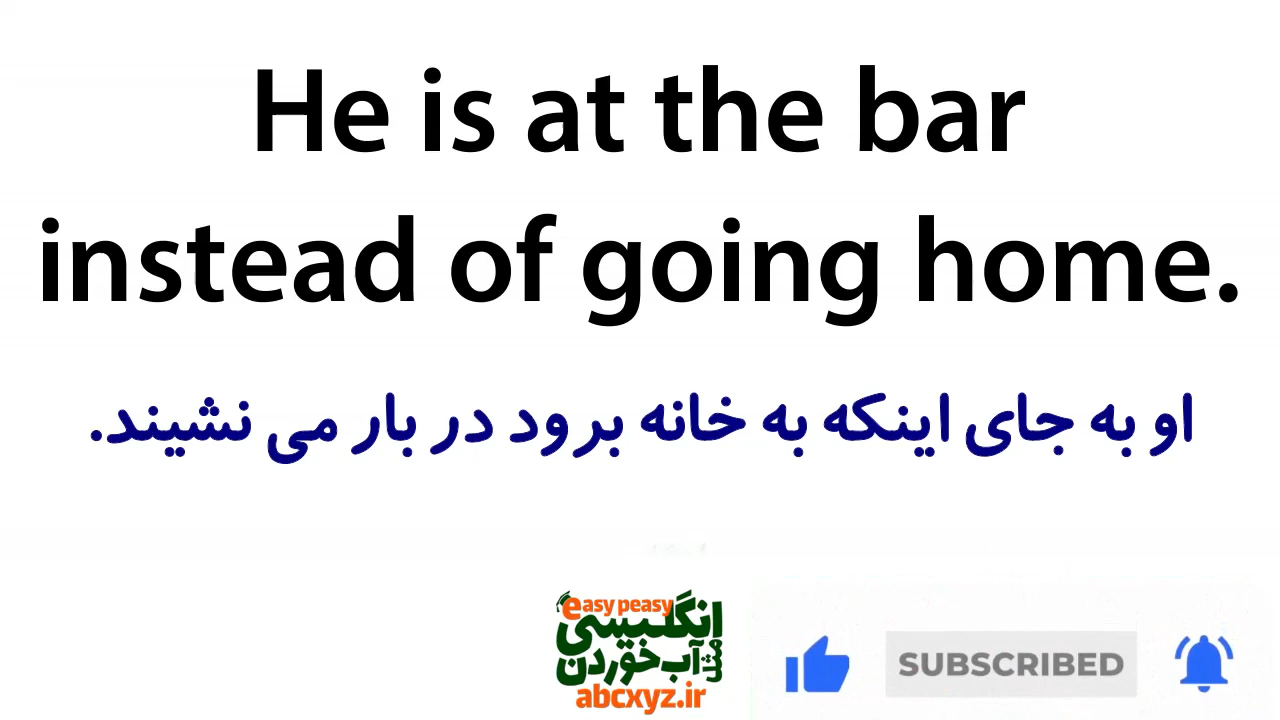 He is at the bar
instead of going home.
او به جای اینکه به خانه برود در بار می نشیند.
easy peasy
انگلیسی
مثل آب خوردن
abcxyz.ir
SUBSCRIBED